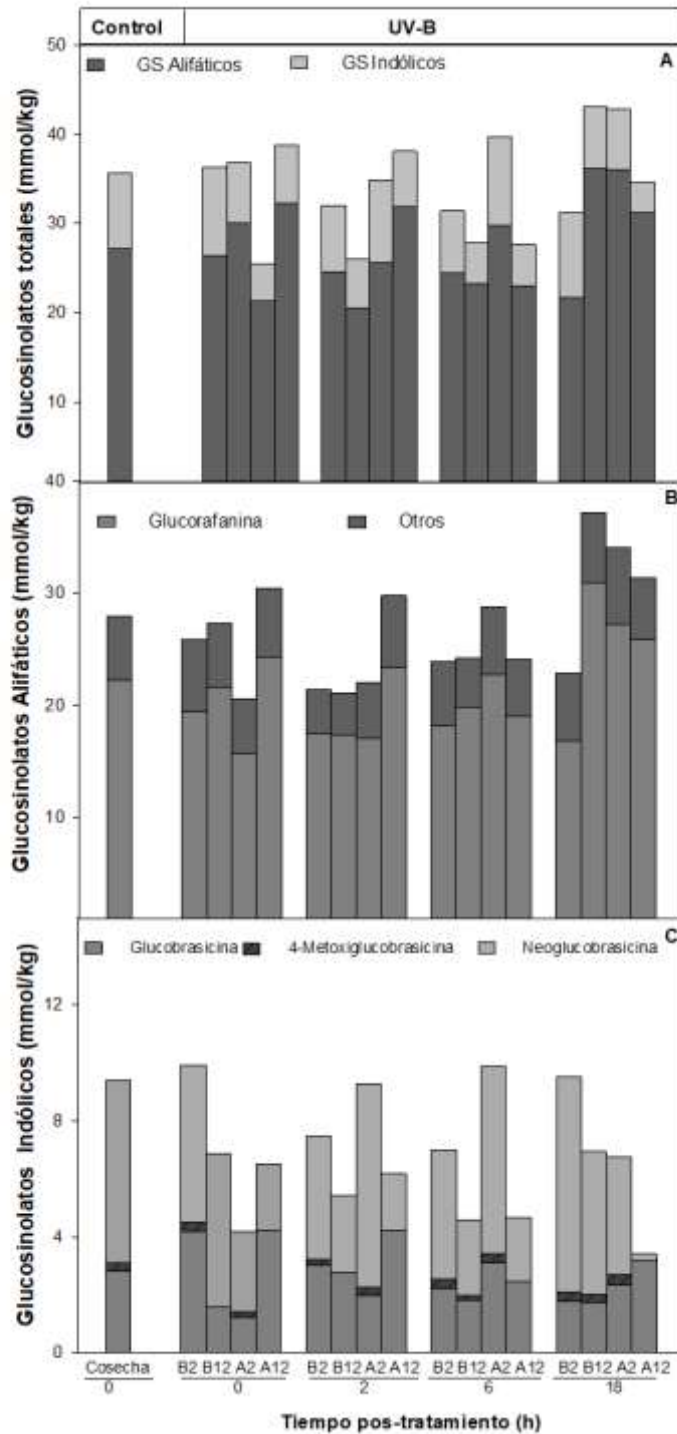 Control UV-B
50
GS Alifáticos GS Indólicos A
40
30
20
10
Glucosinolatos totales (mmol/kg)
40
Glucorafanina Otros B
30
20
10
Glucosinolatos Alifáticos (mmol/kg)
Glucobrasicina 4-Metoxiglucobrasicina Neoglucobrasicina C
12
8
4
0
Glucosinolatos Indólicos (mmol/kg)
Cosecha B2 B12 A2 A12 B2 B12 A2 A12 B2 B12 A2 A12 B2 B12 A2 A12
0 0 2 6 18
Tiempo pos-tratamiento (h)